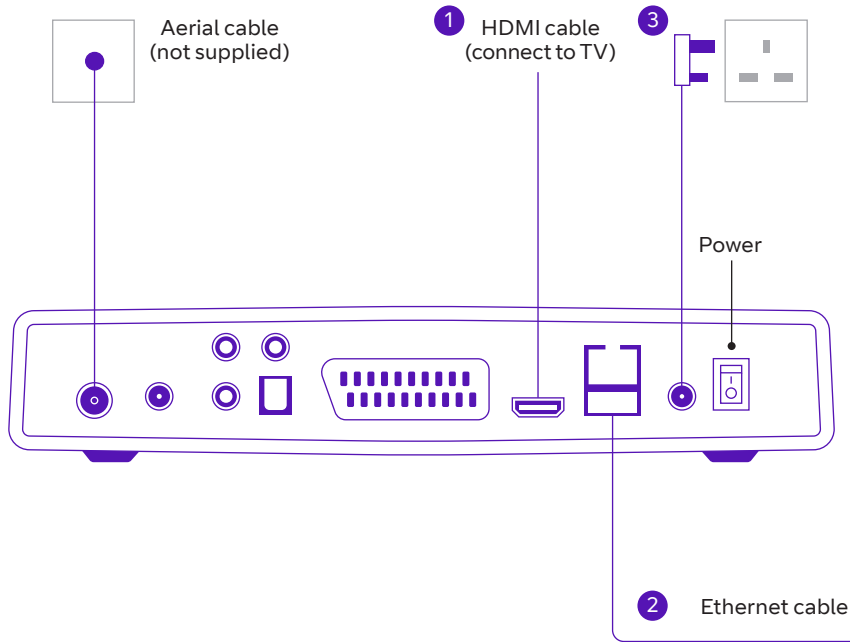 Aerial cable
(not supplied)
1
HDMI cable
(connect to TV)
3
Power
2
Ethernet cable